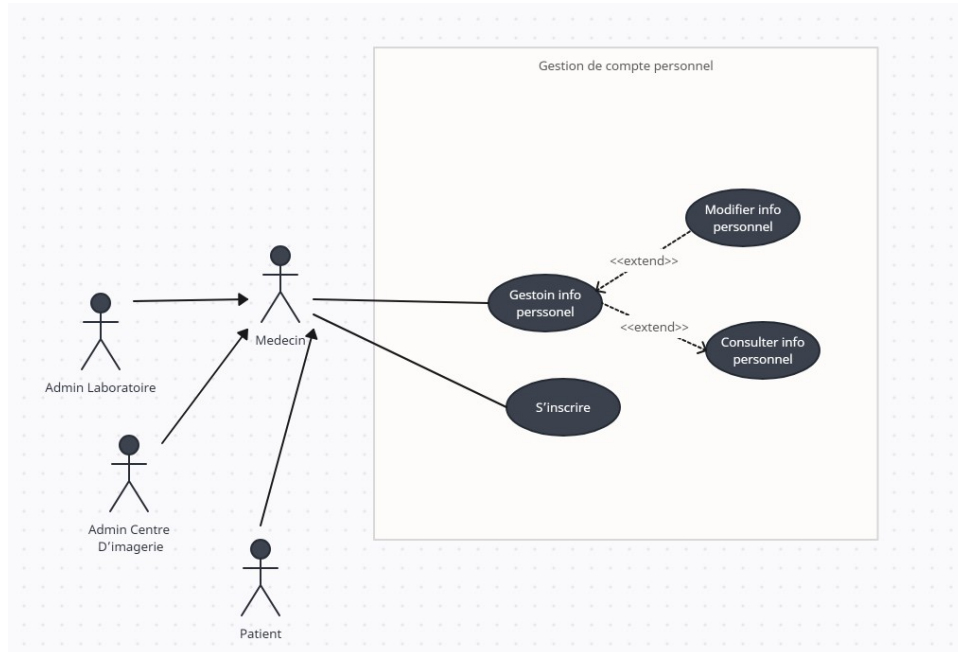 Gestion de compte personnel
Modifier info
personnel
<<extend>>
Gestoin info
perssonel
<<extend>>
Consulter info
personnel
Medecin
Admin Laboratoire
S'inscrire
Admin Centre
D'imagerie
Patient